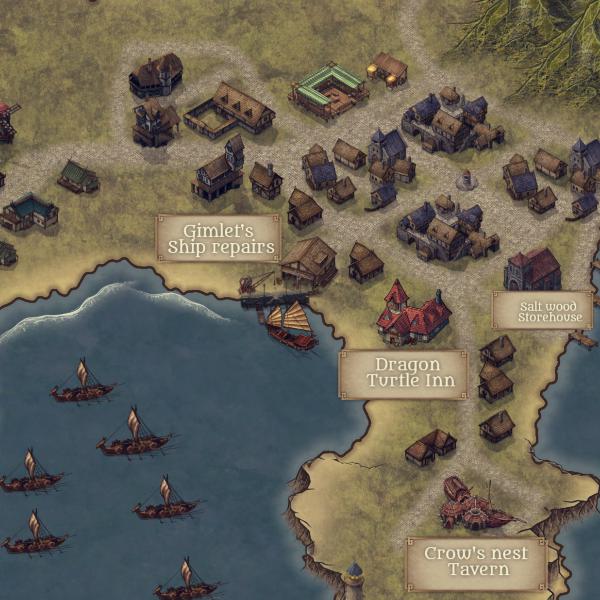 Gimlet's
Ship repairs
Salt wood
Storehouse
Dragon
Turtle Inn
Crow's nest
Tavern